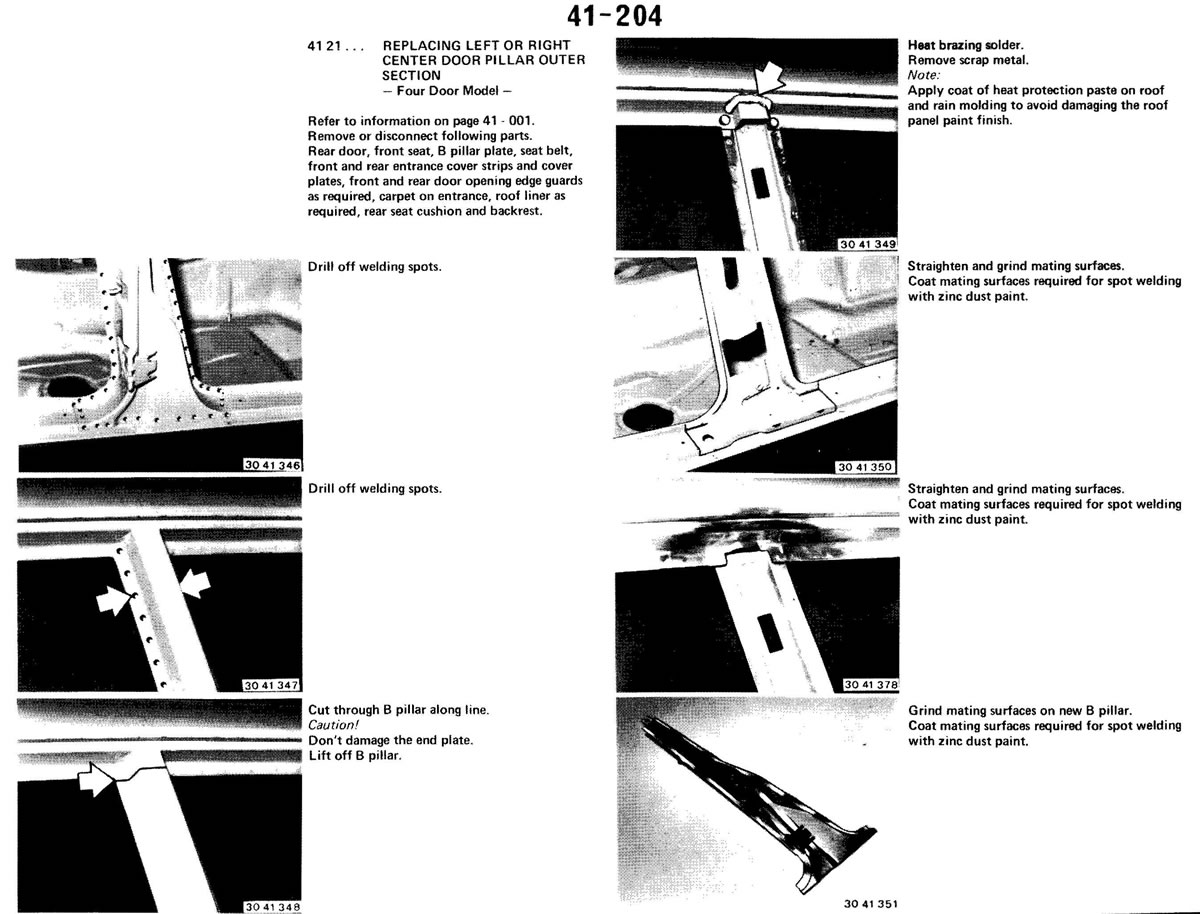 41-204
41 21 . . . REPLACING LEFT OR RIGHT
CENTER DOOR PILLAR OUTER
SECTION
— Four Door Model —
Refer to information on page 41 - 001.
Remove or disconnect following parts.
Rear door, front seat, B pillar plate, seat belt,
front and rear entrance cover strips and cover
plates, front and rear door opening edge guards
as required, carpet on entrance, roof liner as
required, rear seat cushion and backrest.
Drill off welding spots.
30 41 346
Drill off welding spots.
30 41 347
Cut through B pillar along line.
Caution!
Don't damage the end plate.
Lift off B pillar.
30 41 348
Heat brazing solder.
Remove scrap metal.
Note:
Apply coat of heat protection paste on roof
and rain molding to avoid damaging the roof
panel paint finish.
30 41 349
Straighten and grind mating surfaces.
Coat mating surfaces required for spot welding
with zinc dust paint.
30 41 350
Straighten and grind mating surfaces.
Coat mating surfaces required for spot welding
with zinc dust paint.
30 41 378
Grind mating surfaces on new B pillar.
Coat mating surfaces required for spot welding
with zinc dust paint.
30 41 351